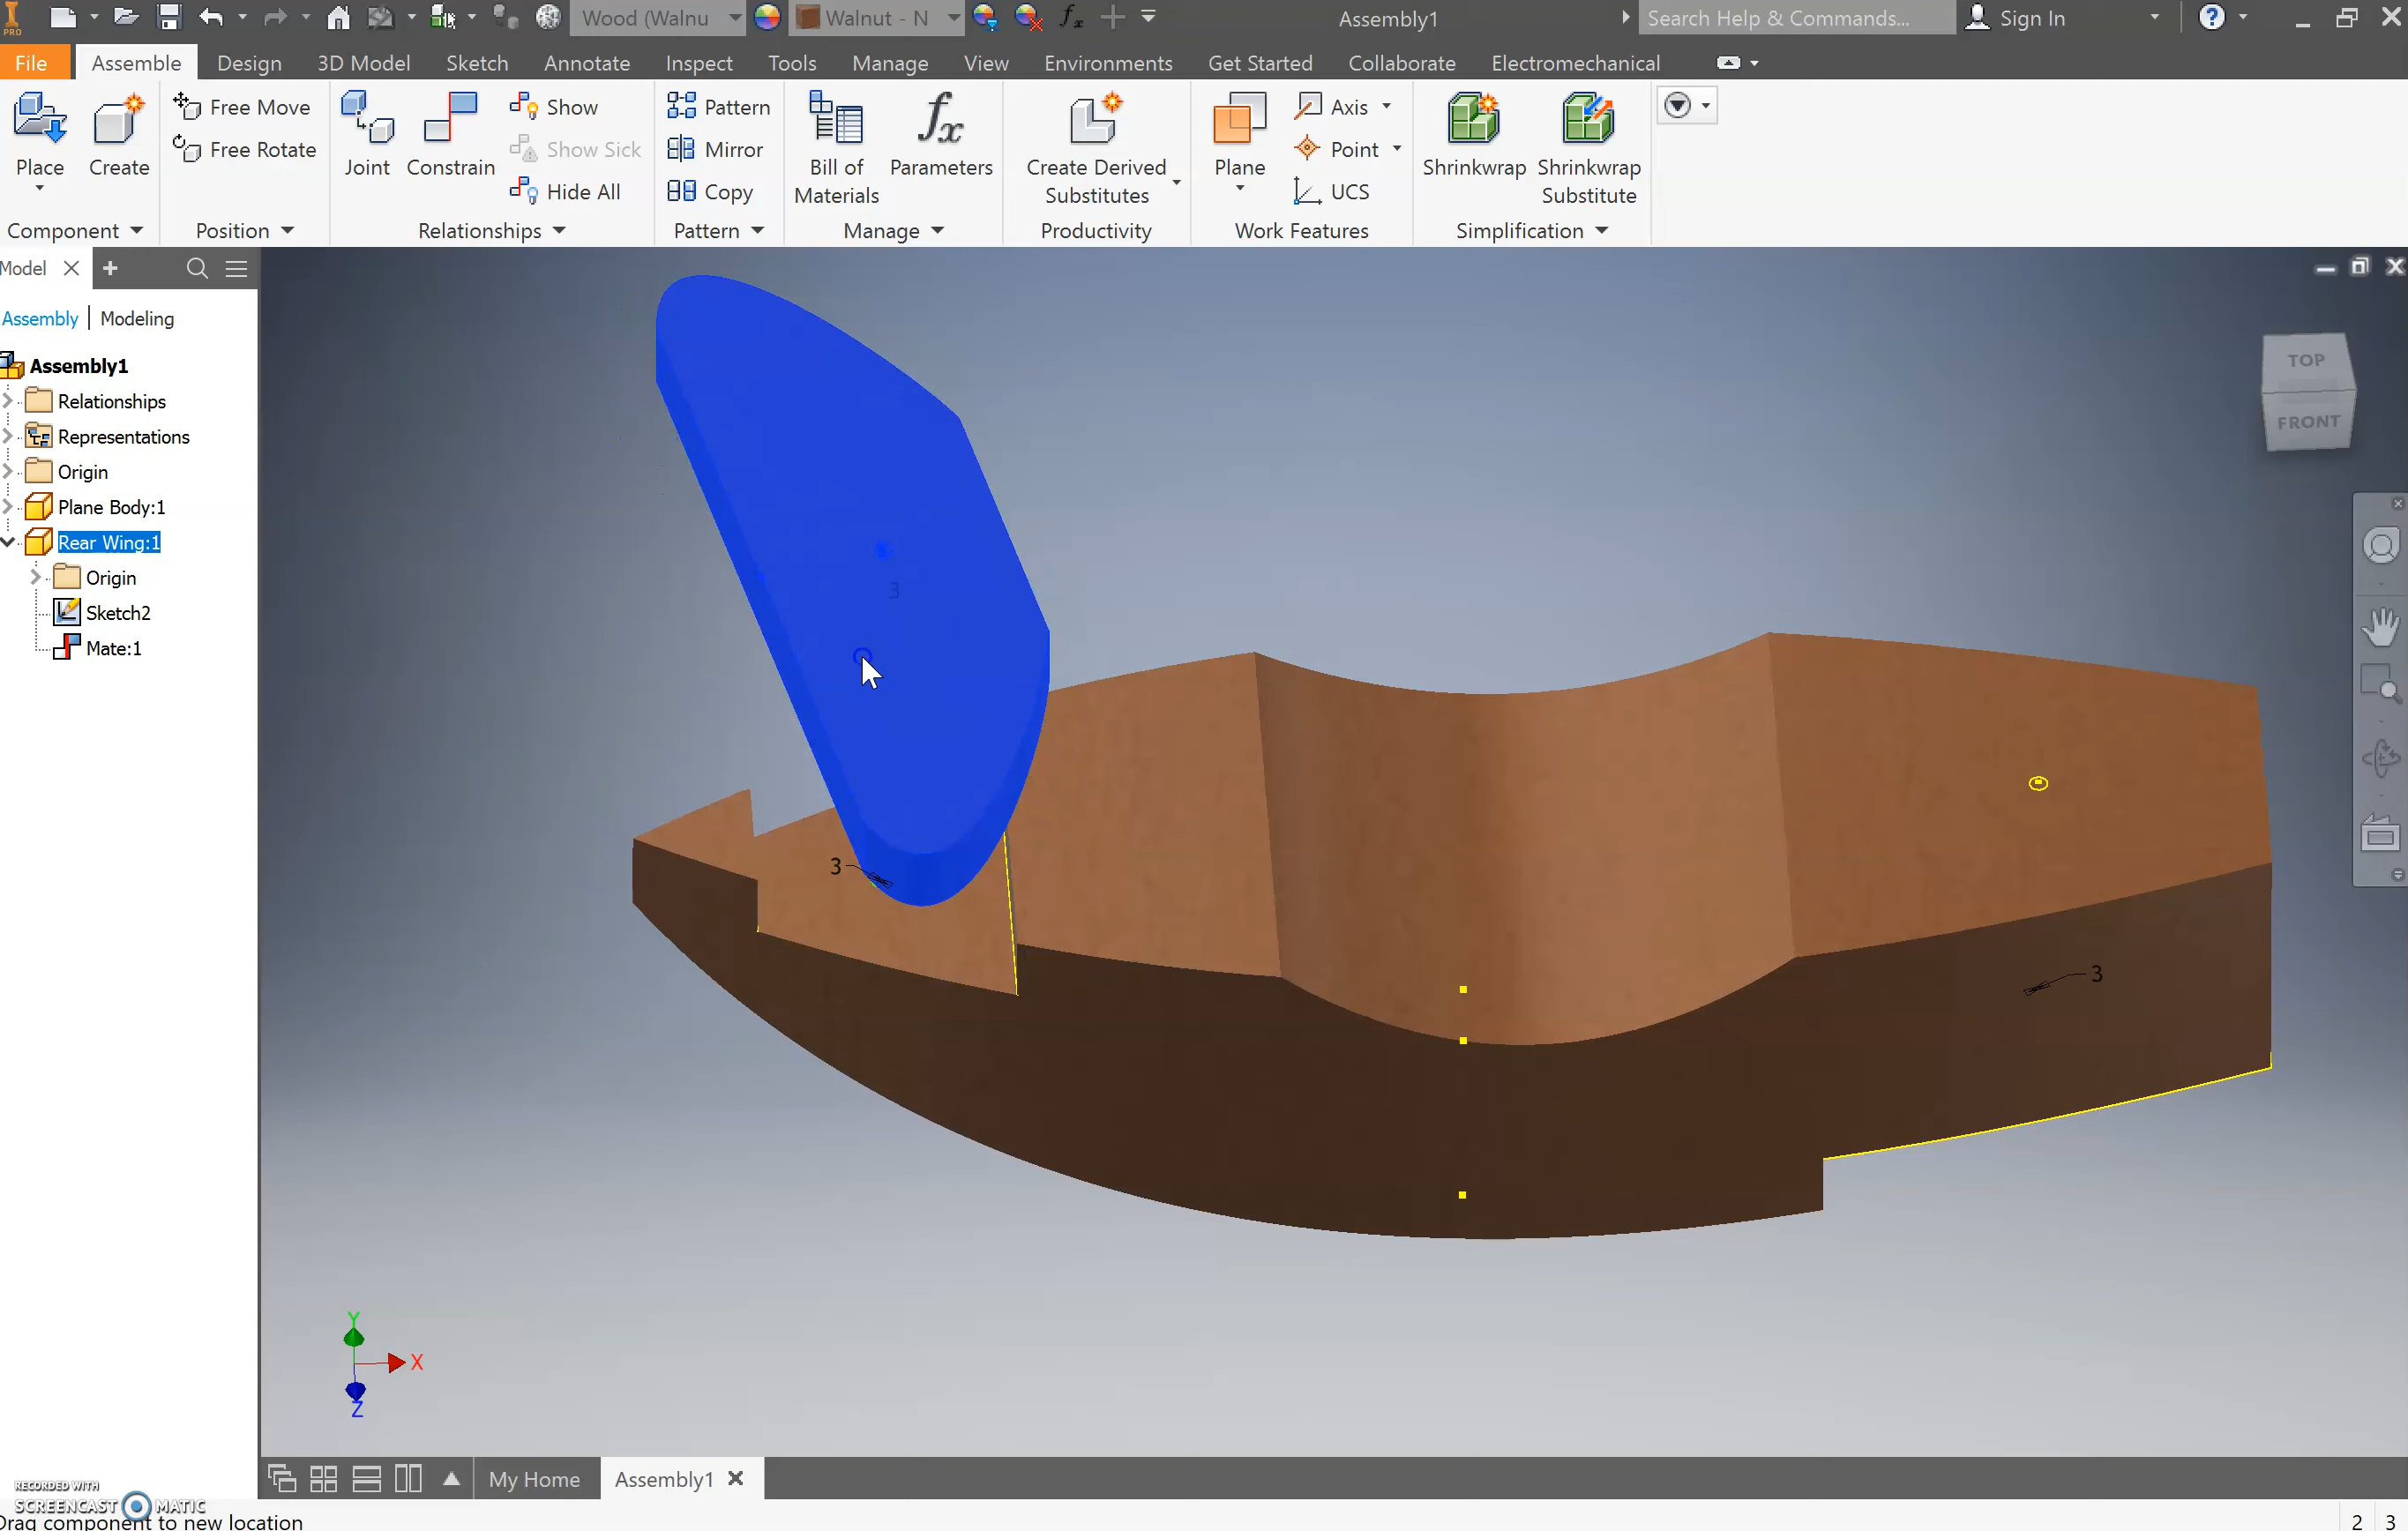 PRO
Wood (Walnu
Walnut - N
Assembly1
Search Help & Commands...
Sign In
File
Assemble
Design
3D Model
Sketch
Annotate
Inspect
Tools
Manage
View
Environments
Get Started
Collaborate
Electromechanical
Place
Create
Free Move
Free Rotate
Joint
Constrain
Show
Show Sick
Hide All
Pattern
Mirror
Copy
Bill of
Materials
fx
Parameters
Create Derived
Substitutes
Plane
Axis
Point
UCS
Shrinkwrap
Shrinkwrap
Substitute
Component
Position
Relationships
Pattern
Manage
Productivity
Work Features
Simplification
Model
Assembly
Modeling
Assembly1
Relationships
Representations
Origin
Plane Body:1
Rear Wing:1
Origin
Sketch2
Mate:1
TOP
FRONT
3
3
3
Y
X
Z
My Home
Assembly1
RECORDED WITH
SCREENCAST MATIC
Drag component to new location
2 3